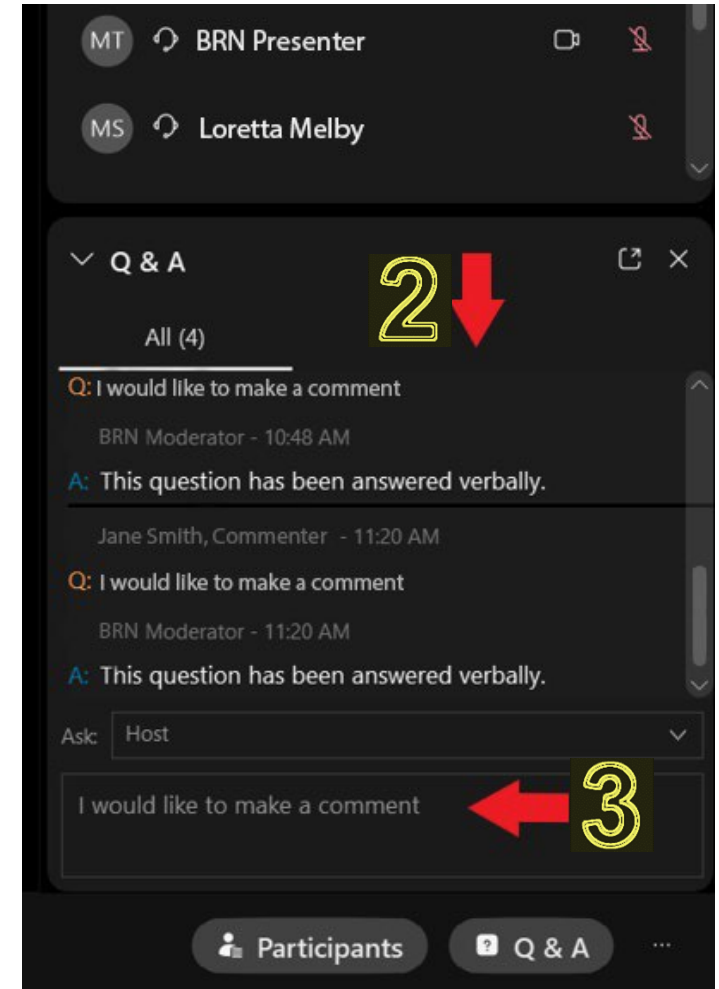 MT BRN Presenter
MS Loretta Melby
Q & A
2
All (4)
Q: I would like to make a comment
BRN Moderator - 10:48 AM
A: This question has been answered verbally.
Jane Smith, Commenter - 11:20 AM
Q: I would like to make a comment
BRN Moderator - 11:20 AM
A: This question has been answered verbally.
Ask: Host
I would like to make a comment
3
Participants ? Q & A ...